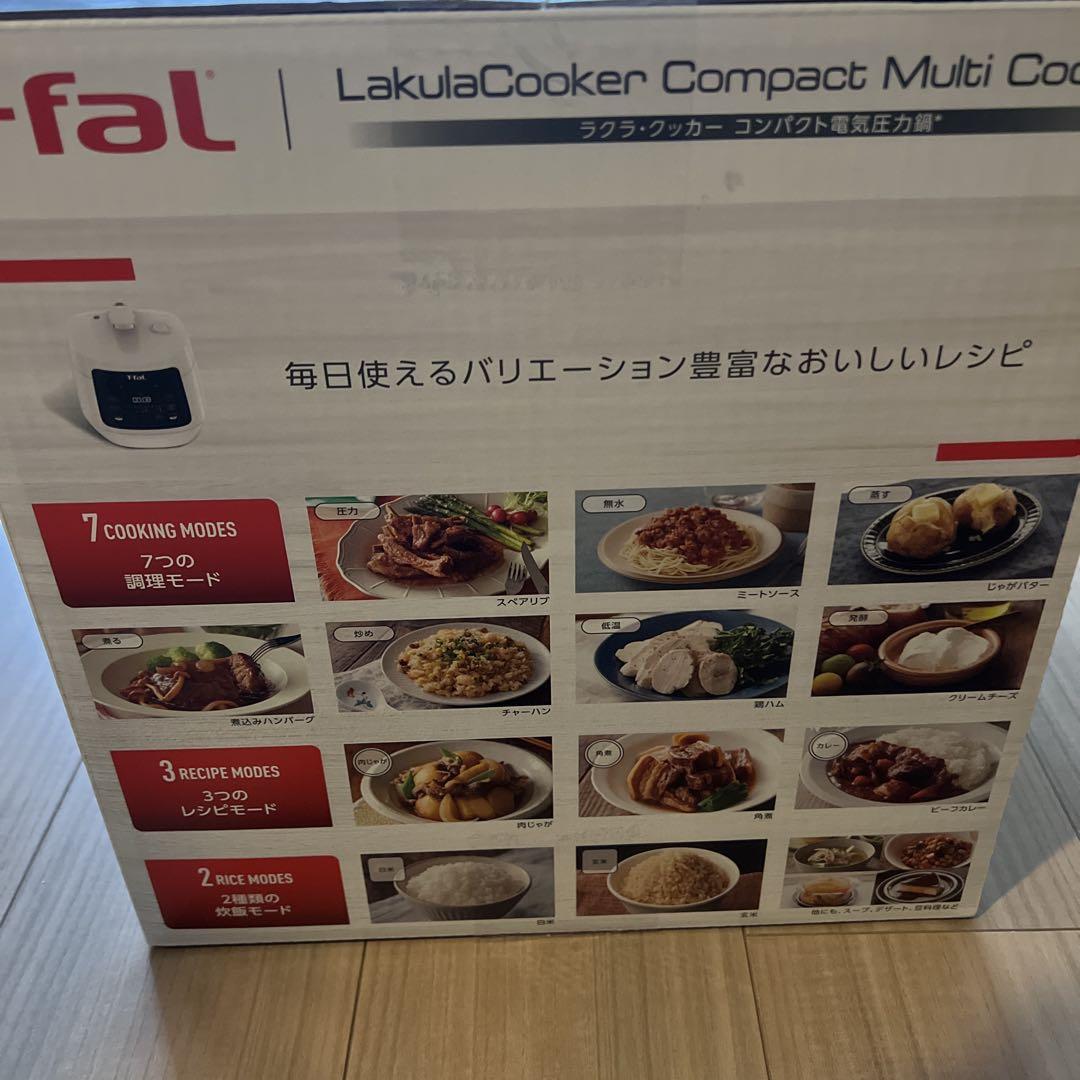 -fal®
LakulaCooker Compact Multi Coo
ラクラ・クッカー コンパクト電気圧力鍋*
T-fal
00:03
毎日使えるバリエーション豊富なおいしいレシピ
7 COOKING MODES
7つの
調理モード
圧力
スペアリブ
無水
ミートソース
蒸す
じゃがバター
煮る
煮込みハンバーグ
炒め
チャーハン
低温
鶏ハム
発酵
クリームチーズ
3 RECIPE MODES
3つの
レシピモード
肉じゃが
肉じゃが
角煮
角煮
カレー
ビーフカレー
2 RICE MODES
2種類の
炊飯モード
白米
白米
玄米
玄米
他にも、スープ、デザート、豆料理など